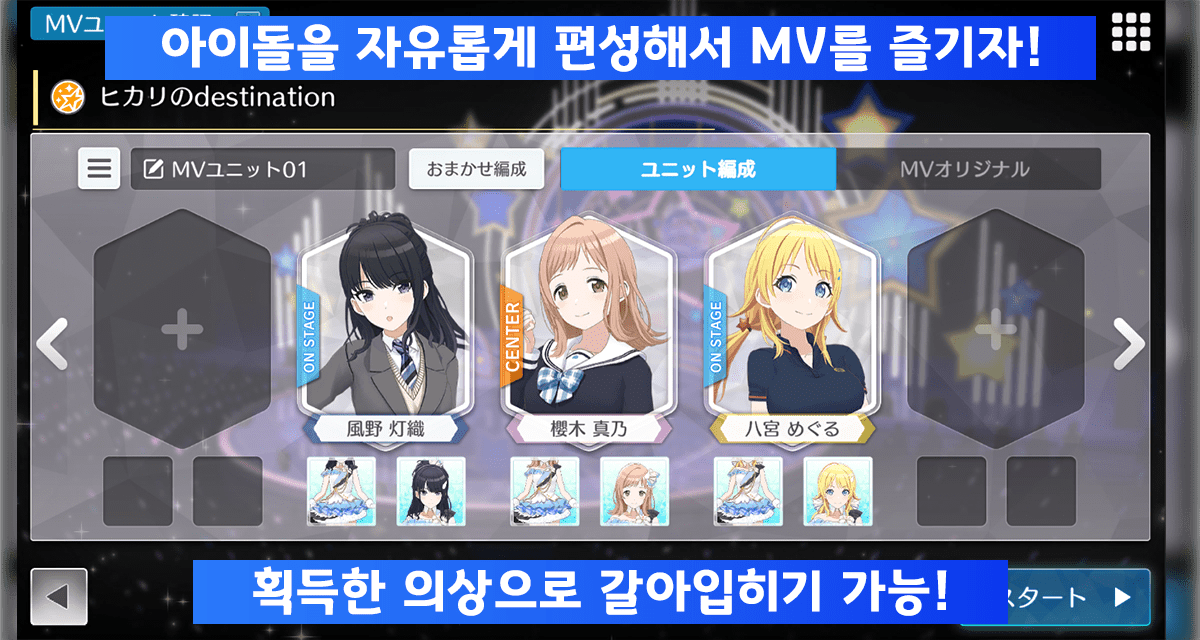 MVユ
아이돌을 자유롭게 편성해서 MV를 즐기자!
ヒカリのdestination
MVユニット01
おまかせ編成
ユニット編成
MVオリジナル
ON STAGE
CENTER
ON STAGE
風野 灯織
櫻木 真乃
八宮 めぐる
획득한 의상으로 갈아입히기 가능!
スタート